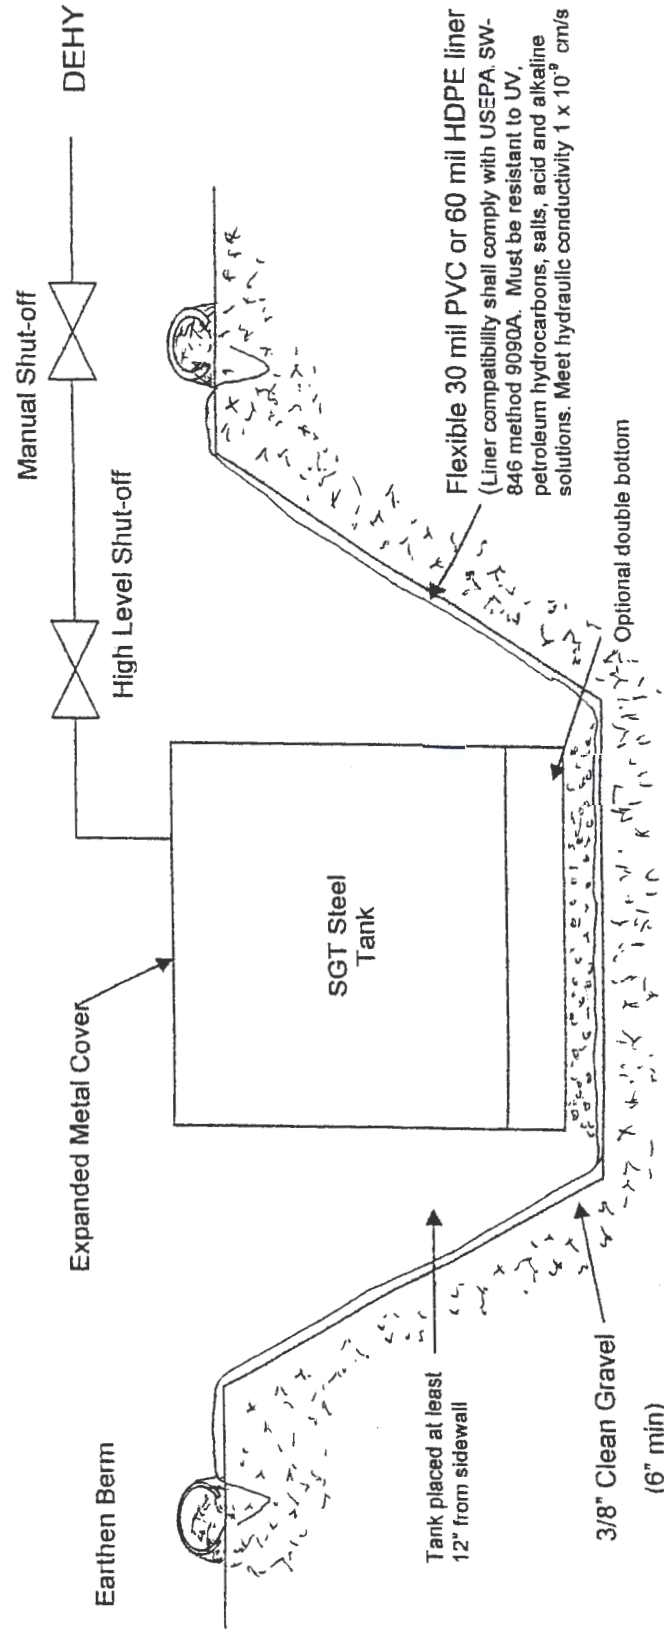 DEHY
Manual Shut-off
High Level Shut-off
Expanded Metal Cover
Earthen Berm
SGT Steel
Tank
Flexible 30 mil PVC or 60 mil HDPE liner
(Liner compatibility shall comply with USEPA SW-
846 method 9090A. Must be resistant to UV,
petroleum hydrocarbons, salts, acid and alkaline
solutions. Meet hydraulic conductivity 1 x 10⁻⁹ cm/s
Optional double bottom
Tank placed at least
12" from sidewall
3/8" Clean Gravel
(6" min)